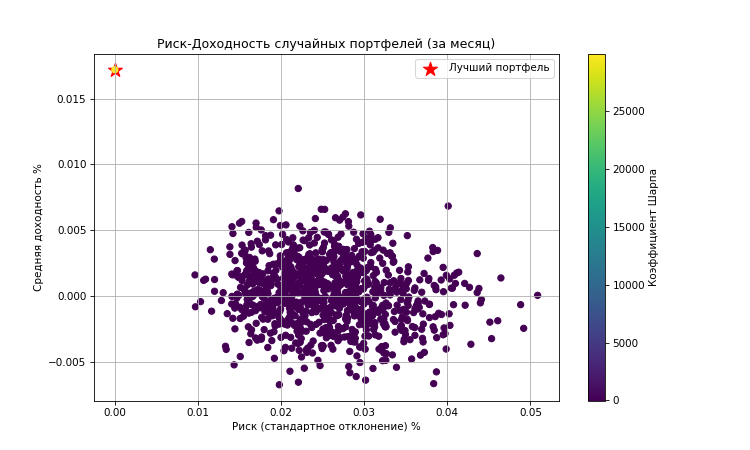 Риск-Доходность случайных портфелей (за месяц)
Лучший портфель
Средняя доходность %
0.015
0.010
0.005
0.000
−0.005
0.00 0.01 0.02 0.03 0.04 0.05
Риск (стандартное отклонение) %
25000
20000
15000
10000
5000
0
Коэффициент Шарпа